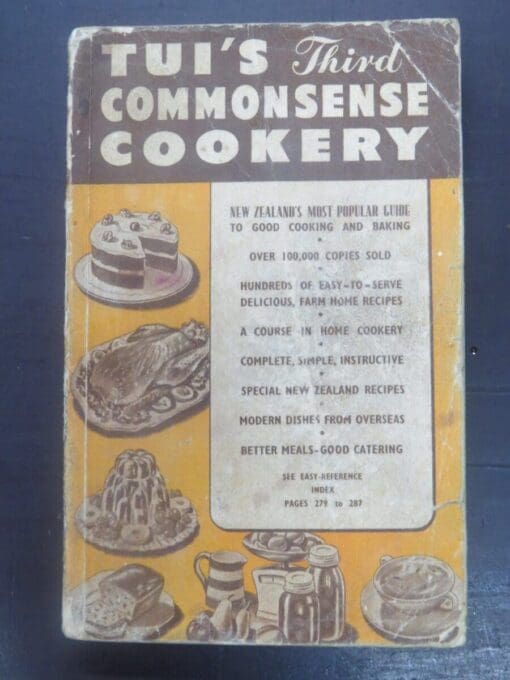 TUI'S Third
COMMONSENSE
COOKERY
NEW ZEALAND'S MOST POPULAR GUIDE
TO GOOD COOKING AND BAKING
OVER 100,000 COPIES SOLD
HUNDREDS OF EASY-TO-SERVE
DELICIOUS, FARM HOME RECIPES
A COURSE IN HOME COOKERY
COMPLETE, SIMPLE, INSTRUCTIVE
SPECIAL NEW ZEALAND RECIPES
MODERN DISHES FROM OVERSEAS
BETTER MEALS-GOOD CATERING
SEE EASY-REFERENCE
INDEX
PAGES 279 to 287